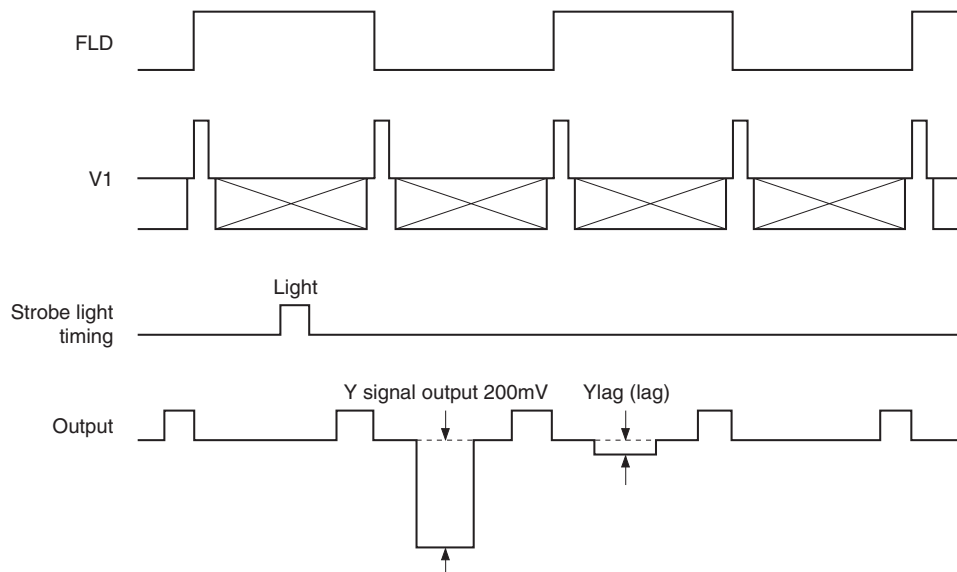 FLD
V1
Light
Strobe light
timing
Y signal output 200mV
Ylag (lag)
Output